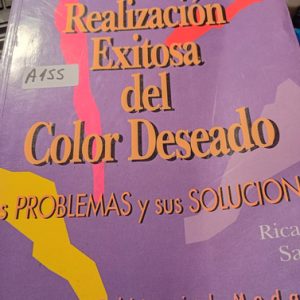 Realización
A155
Exitosa
del
Color Deseado
s PROBLEMAS y sus SOLUCION
Rica
Sa